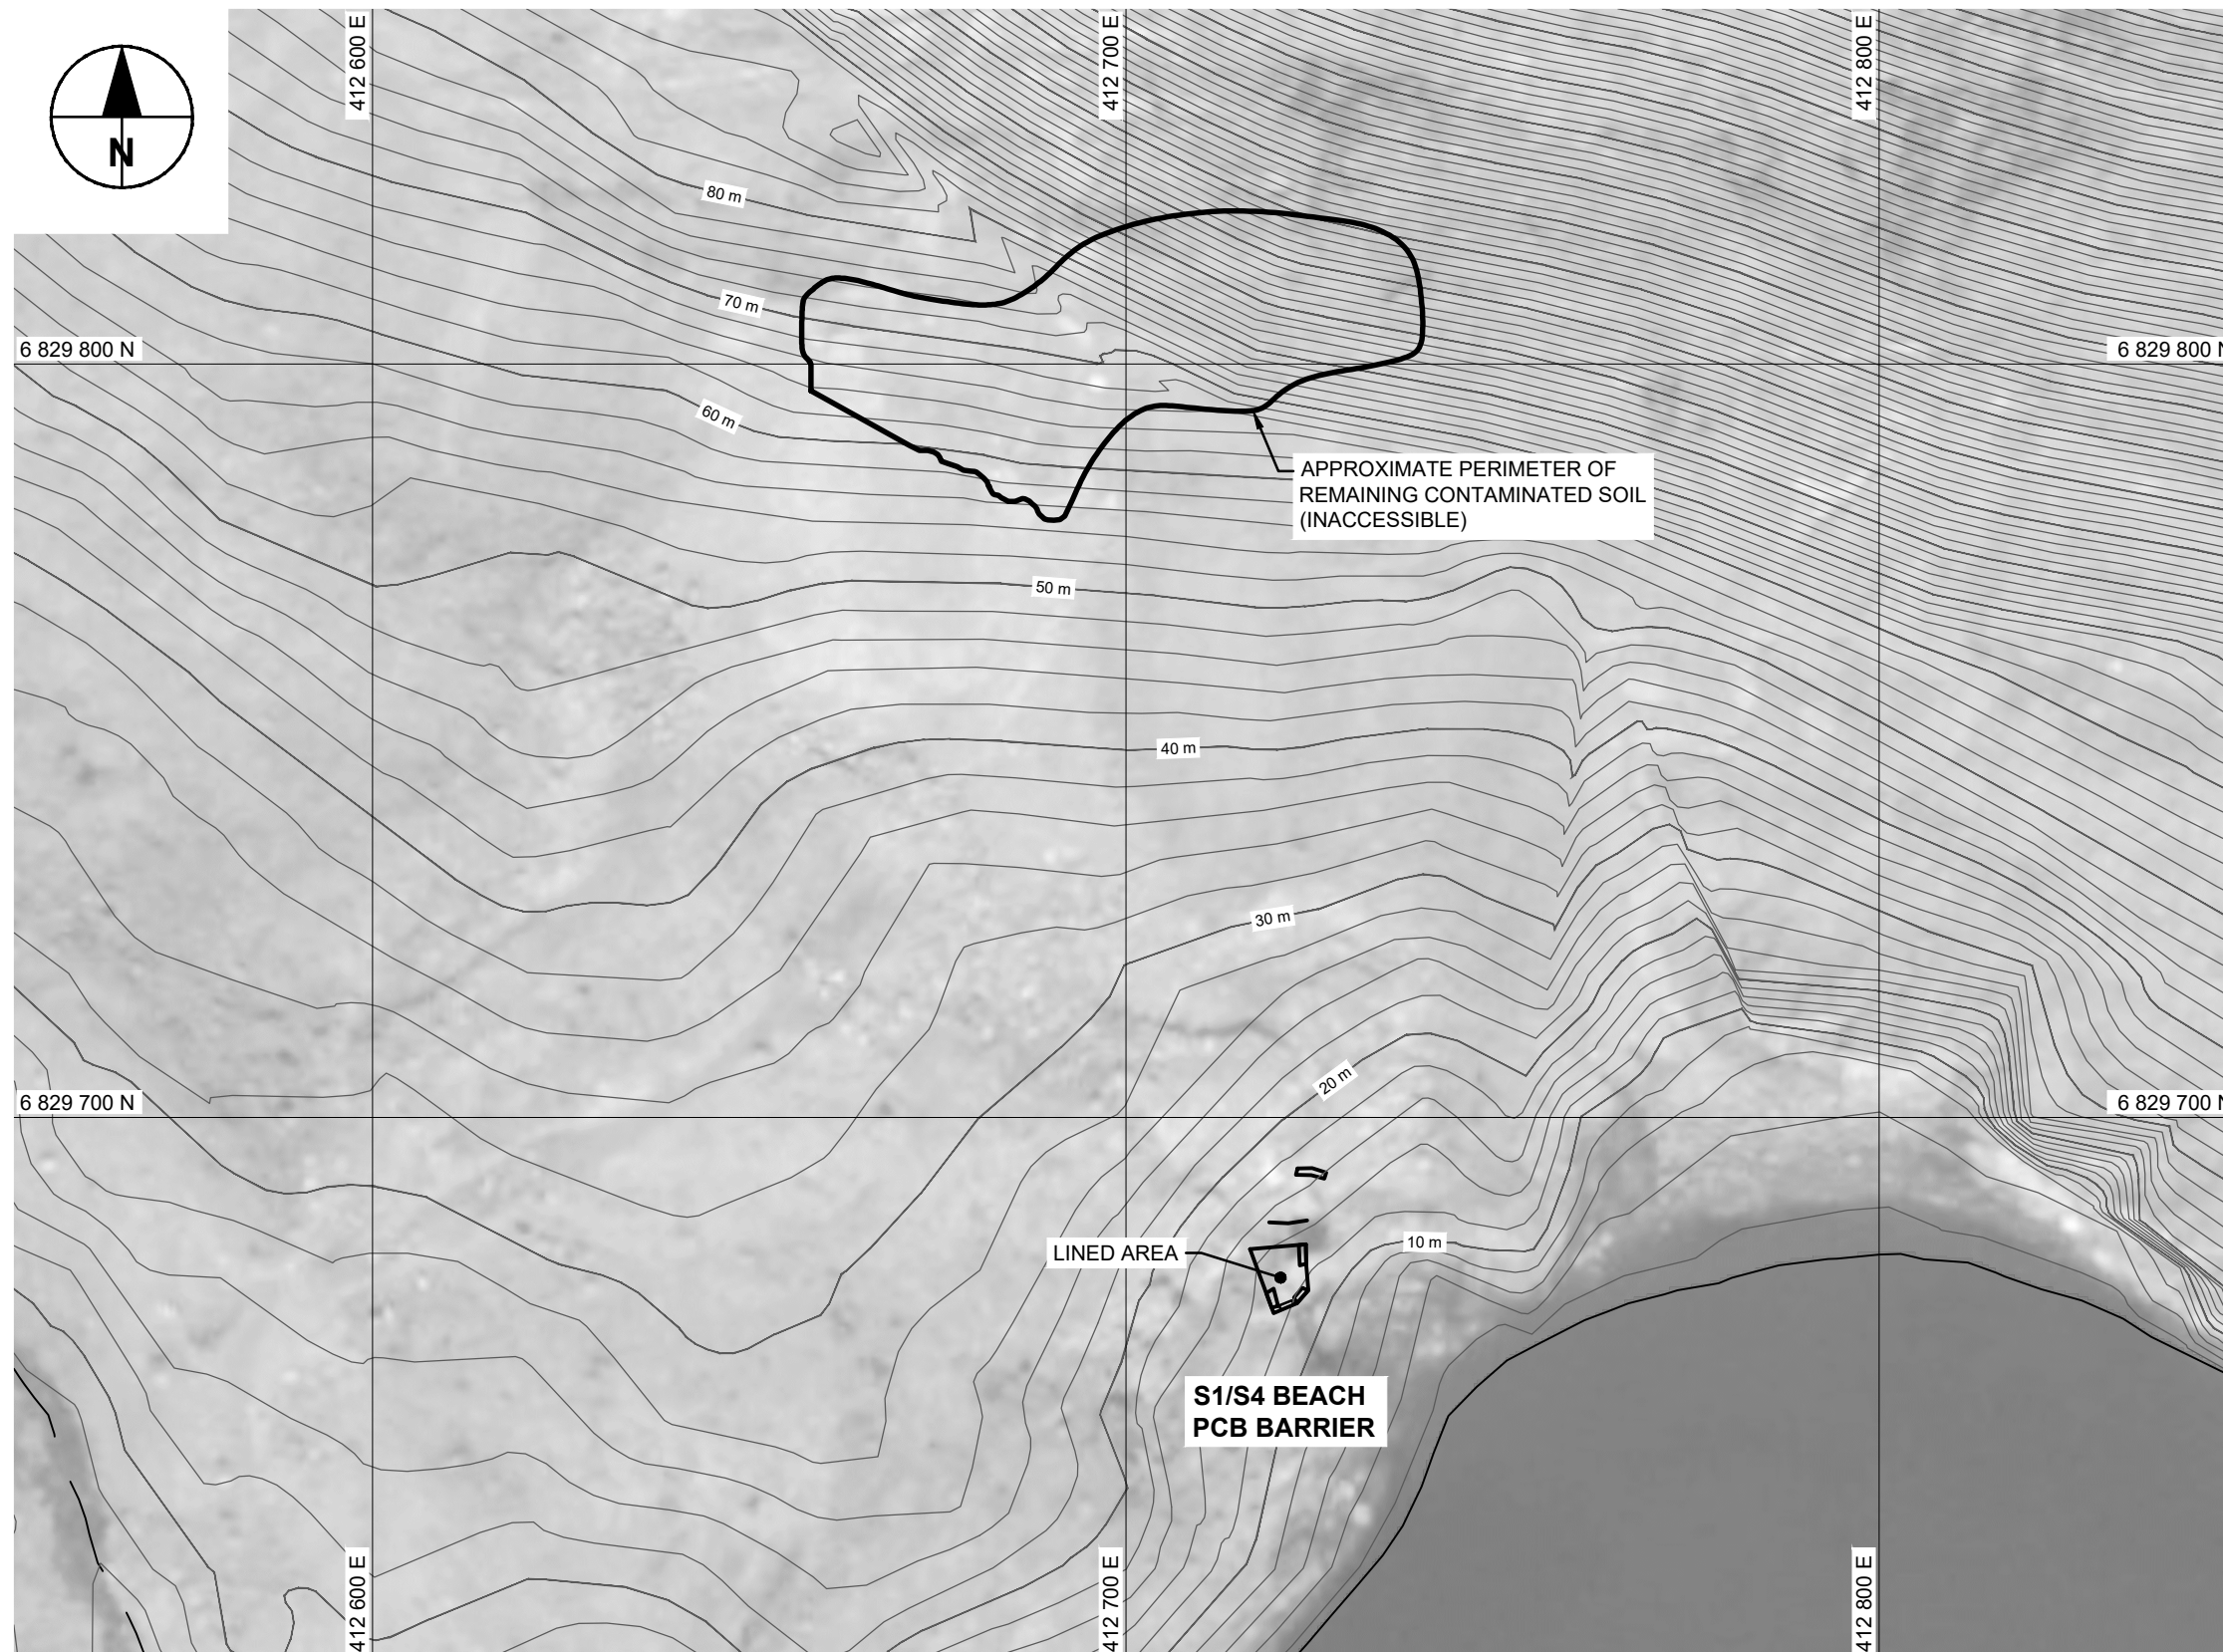 412 600 E
412 700 E
412 800 E
N
80 m
70 m
6 829 800 N
6 829 800 N
60 m
APPROXIMATE PERIMETER OF
REMAINING CONTAMINATED SOIL
(INACCESSIBLE)
50 m
40 m
30 m
20 m
6 829 700 N
6 829 700 N
LINED AREA
10 m
S1/S4 BEACH
PCB BARRIER
412 600 E
412 700 E
412 800 E